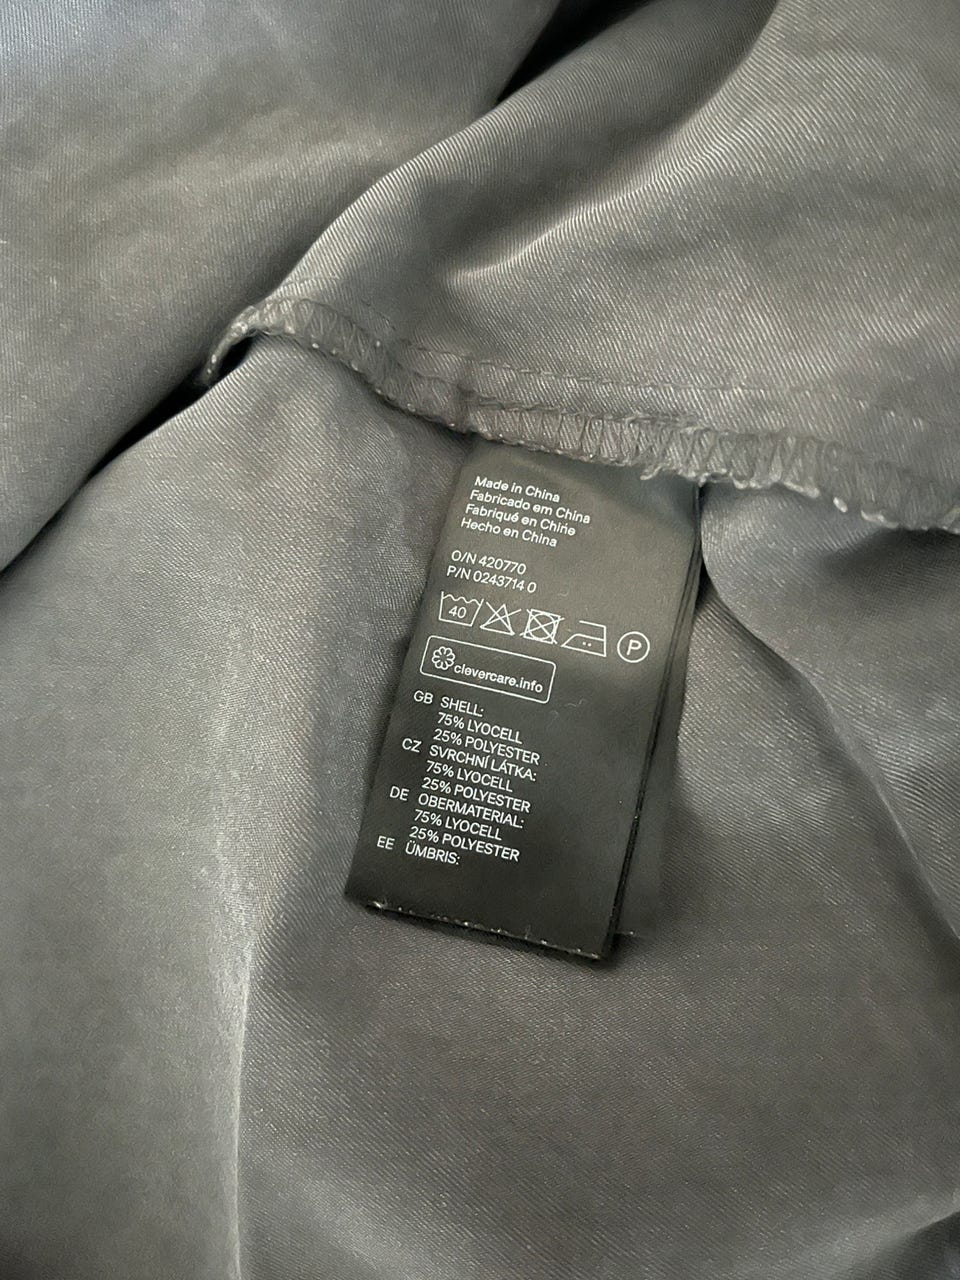 Made in China
Fabricado em China
Fabriqué en Chine
Hecho en China
O/N 420770
P/N 0243714 0
40
P
clevercare.info
GB SHELL:
75% LYOCELL
25% POLYESTER
CZ SVRCHNÍ LÁTKA:
75% LYOCELL
25% POLYESTER
DE OBERMATERIAL:
75% LYOCELL
25% POLYESTER
EE ÜMBRIS: